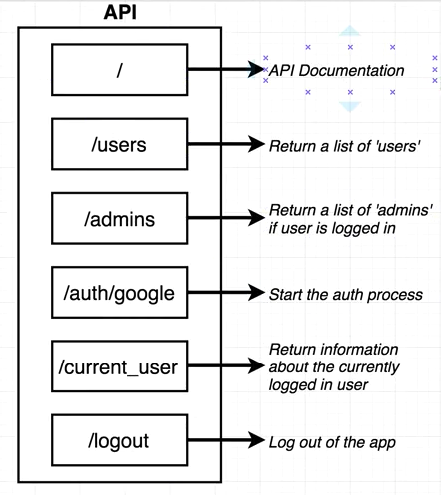 API
/
API Documentation
/users
Return a list of 'users'
/admins
Return a list of 'admins'
if user is logged in
/auth/google
Start the auth process
/current_user
Return information
about the currently
logged in user
/logout
Log out of the app